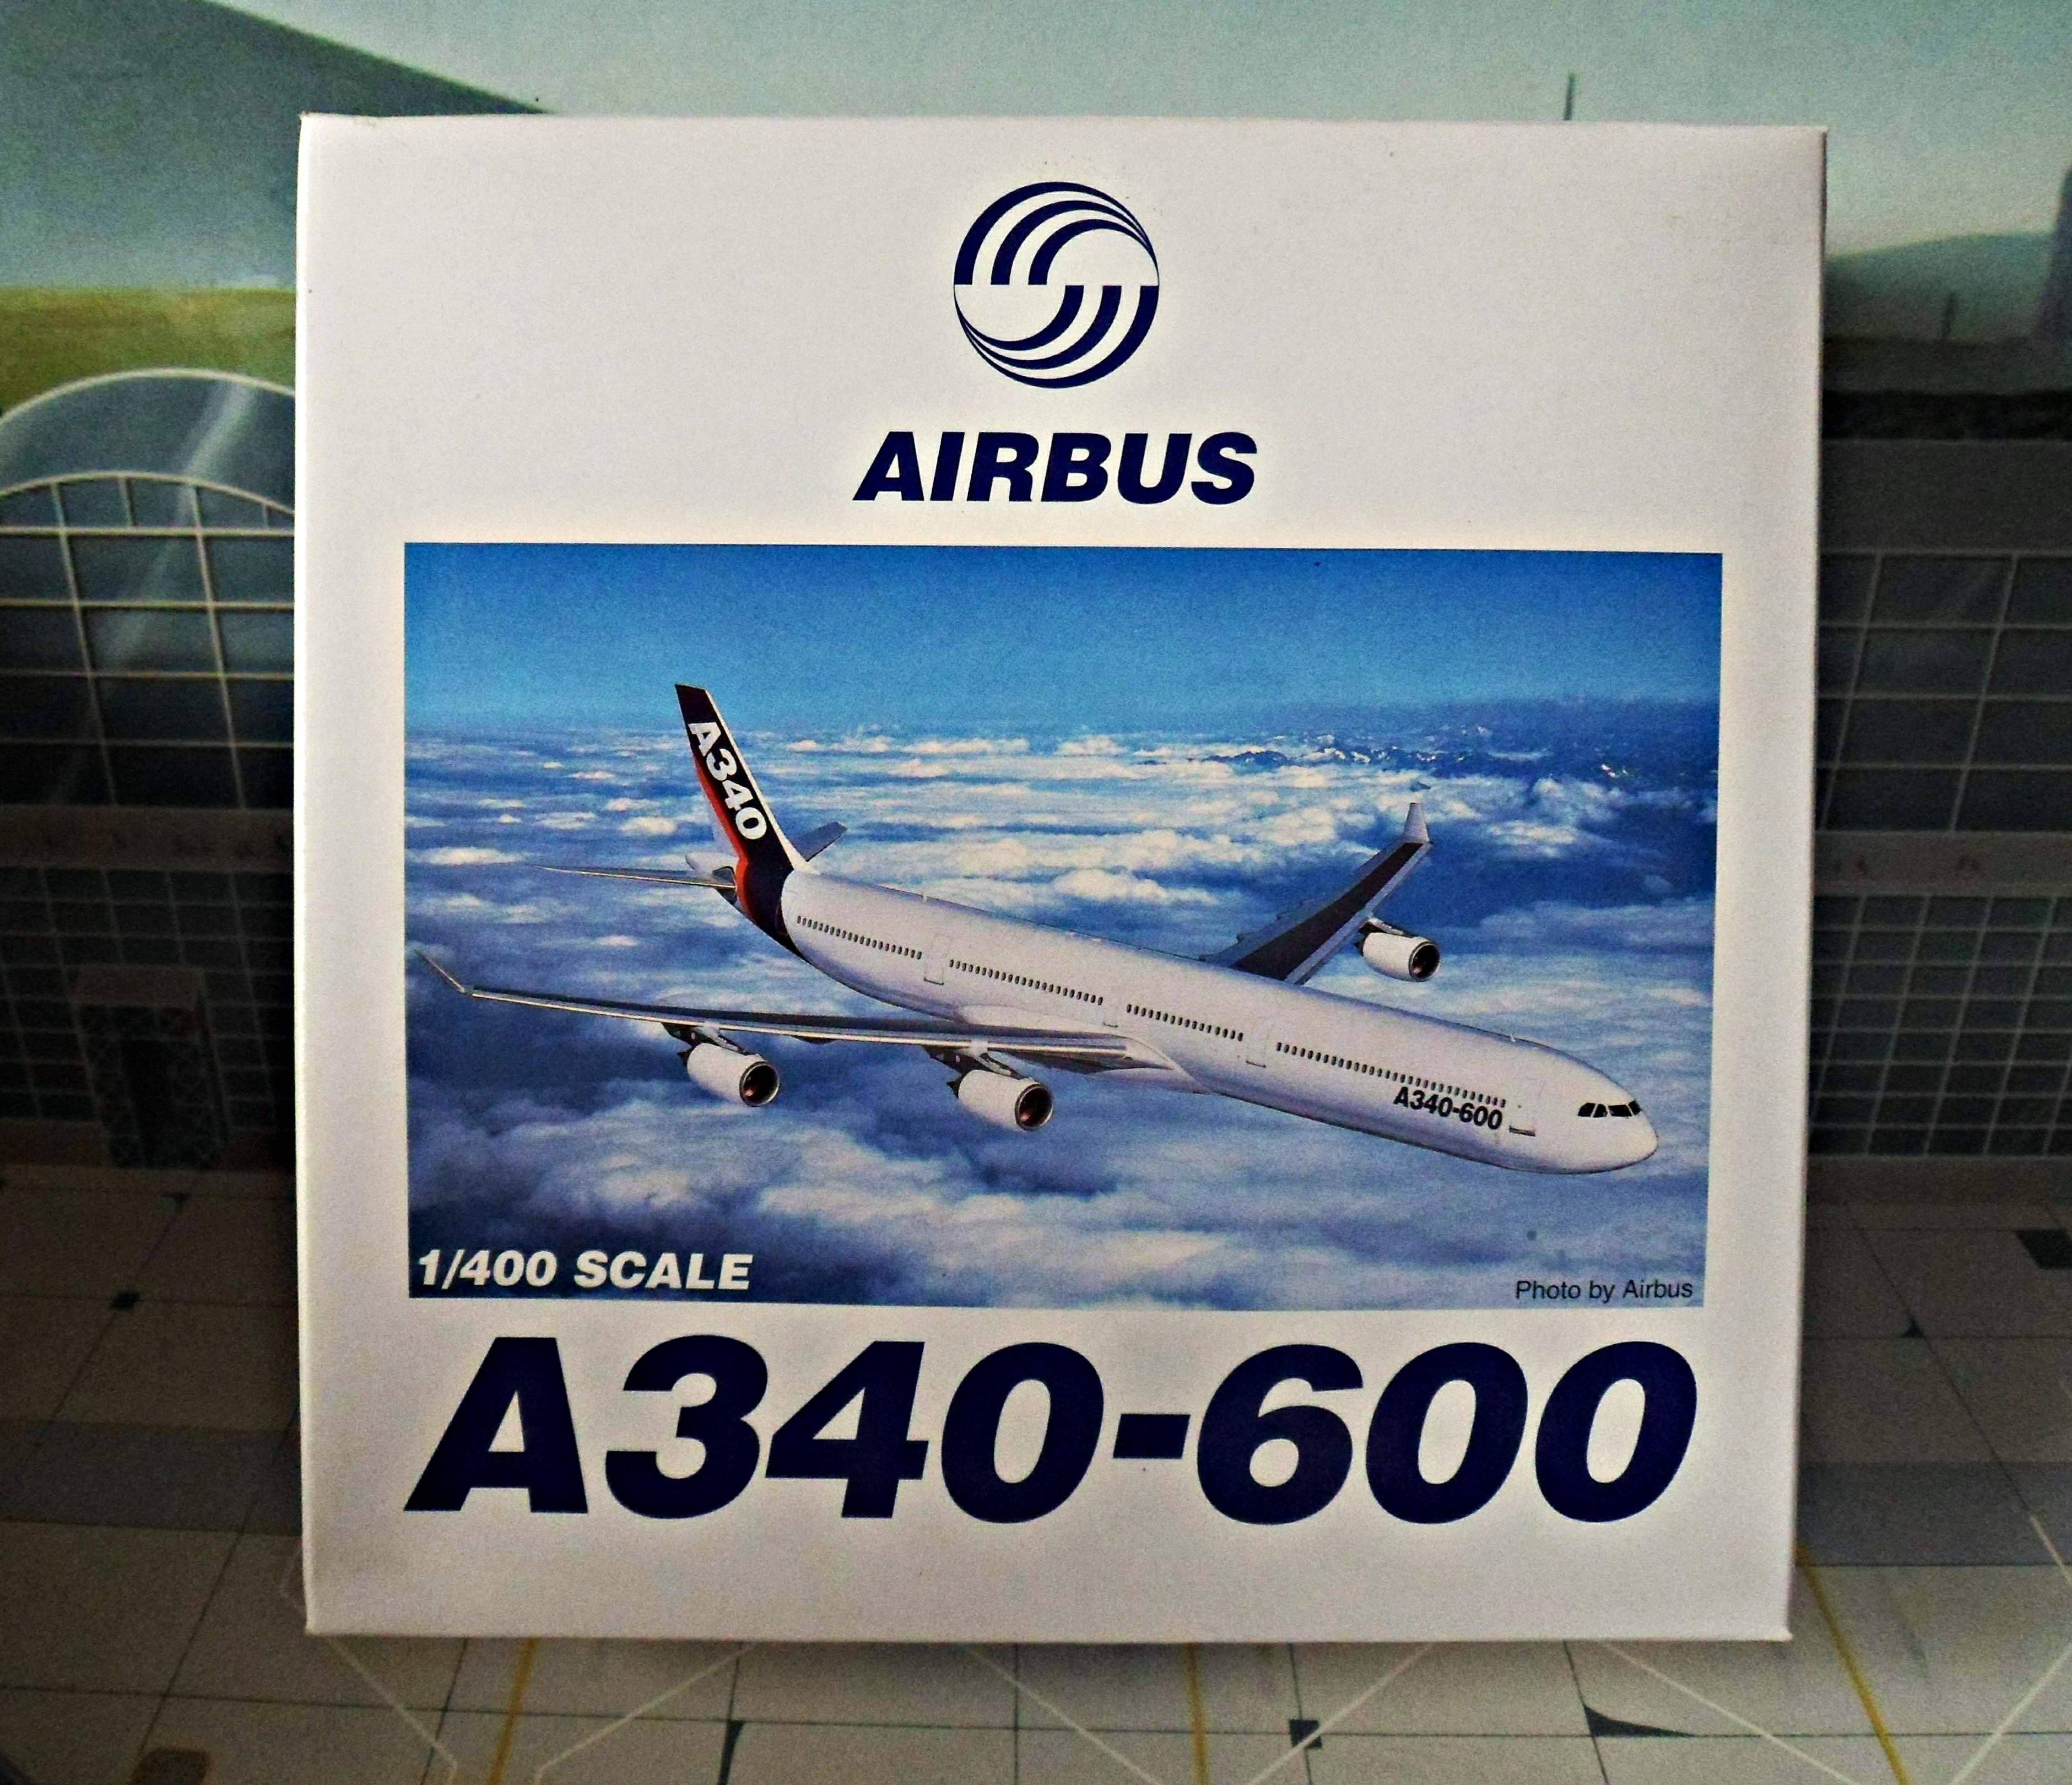 AIRBUS
A340
A340-600
1/400 SCALE
Photo by Airbus
A340-600